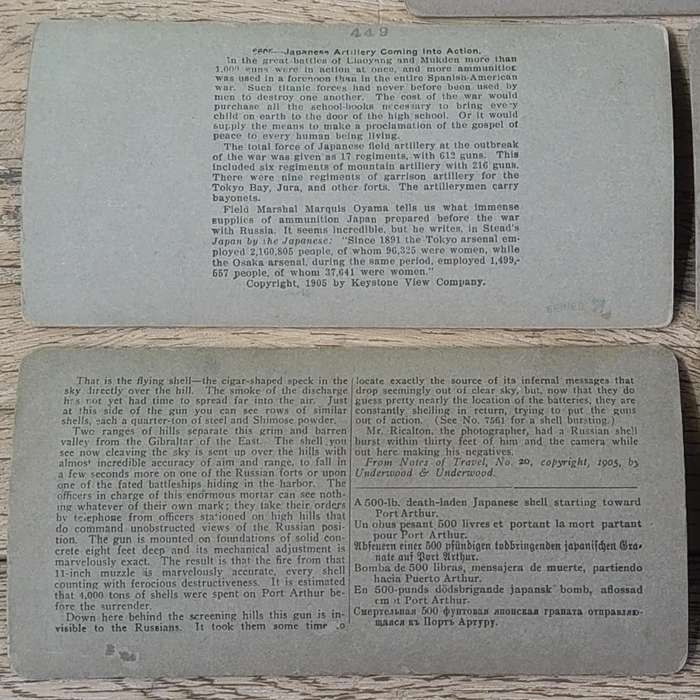 449
—Japanese Artillery Coming Into Action.
In the great battles of Liaoyang and Mukden more than
1,000 guns were in action at once, and more ammunition
was used in a forenoon than in the entire Spanish-American
war. Such titanic forces had never before been used by
men to destroy one another. The cost of the war would
purchase all the school-books necessary to bring every
child on earth to the door of the high school. Or it would
supply the means to make a proclamation of the gospel of
peace to every human being living.
The total force of Japanese field artillery at the outbreak
of the war was given as 17 regiments, with 612 guns. This
included six regiments of mountain artillery with 216 guns.
There were nine regiments of garrison artillery for the
Tokyo Bay, Jura, and other forts. The artillerymen carry
bayonets.
Field Marshal Marquis Oyama tells us what immense
supplies of ammunition Japan prepared before the war
with Russia. It seems incredible, but he writes, in Stead's
Japan by the Japanese: "Since 1891 the Tokyo arsenal em-
ployed 2,160,805 people, of whom 96,325 were women, while
the Osaka arsenal, during the same period, employed 1,499,-
557 people, of whom 37,641 were women."
Copyright, 1905 by Keystone View Company.
SERIES
That is the flying shell—the cigar-shaped speck in the
sky directly over the hill. The smoke of the discharge
has not yet had time to spread far into the air. Just
at this side of the gun you can see rows of similar
shells, each a quarter-ton of steel and Shimose powder.
Two ranges of hills separate this grim and barren
valley from the Gibraltar of the East. The shell you
see now cleaving the sky is sent up over the hills with
almost incredible accuracy of aim and range, to fall in
a few seconds more on one of the Russian forts or upon
one of the fated battleships hiding in the harbor. The
officers in charge of this enormous mortar can see noth-
ing whatever of their own mark; they take their orders
by telephone from officers stationed on high hills that
do command unobstructed views of the Russian posi-
tion. The gun is mounted on foundations of solid con-
crete eight feet deep and its mechanical adjustment is
marvelously exact. The result is that the fire from that
11-inch muzzle is marvelously accurate, every shell
counting with ferocious destructiveness. It is estimated
that 4,000 tons of shells were spent on Port Arthur be-
fore the surrender.
Down here behind the screening hills this gun is in-
visible to the Russians. It took them some time to
locate exactly the source of its infernal messages that
drop seemingly out of clear sky, but, now that they do
guess pretty nearly the location of the batteries, they are
constantly shelling in return, trying to put the guns
out of action. (See No. 7561 for a shell bursting.)
Mr. Ricalton, the photographer, had a Russian shell
burst within thirty feet of him and the camera while
out here making his negatives.
From Notes of Travel, No. 20, copyright, 1905, by
Underwood & Underwood.
A 500-lb. death-laden Japanese shell starting toward
Port Arthur.
Un obus pesant 500 livres et portant la mort partant
pour Port Arthur.
Abfeuern einer 500 pfündigen todbringenden japanischen Gra-
nate auf Port Arthur.
Bomba de 500 libras, mensajera de muerte, partiendo
hacia Puerto Arthur.
En 500-punds dödsbrigande japansk bomb, aflossad
emot Port Arthur.
Смертельная 500 фунтовая японская граната отправляю-
щаяся къ Портъ Артуру.